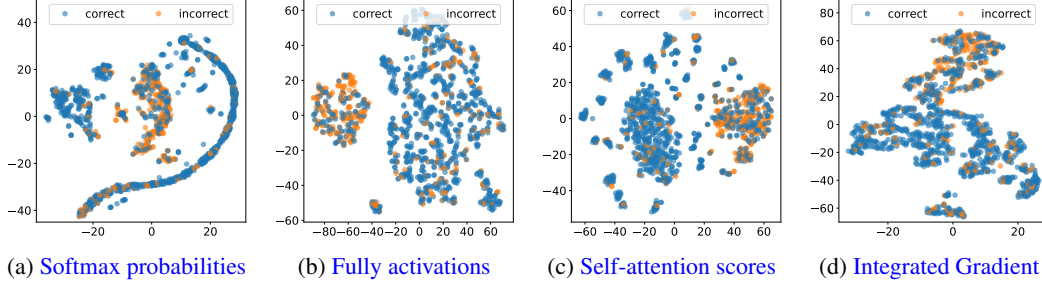 correct incorrect
40
20
0
−20
−40
−20 0 20
correct incorrect
60
40
20
0
−20
−40
−60
−80 −60 −40 −20 0 20 40 60
correct incorrect
60
40
20
0
−20
−40
−60 −40 −20 0 20 40 60
correct incorrect
80
60
40
20
0
−20
−40
−60
−20 0 20
(a) Softmax probabilities
(b) Fully activations
(c) Self-attention scores
(d) Integrated Gradient